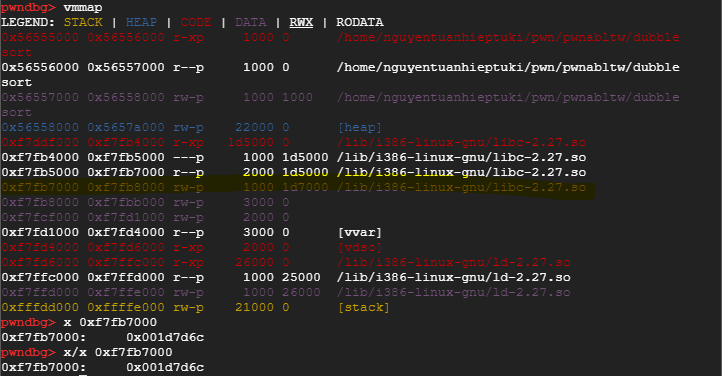 pwndbg> vmmap
LEGEND: STACK | HEAP | CODE | DATA | RWX | RODATA
0x56555000 0x56556000 r-xp 1000 0 /home/nguyentuanhieptuki/pwn/pwnabltw/dubble
sort
0x56556000 0x56557000 r--p 1000 0 /home/nguyentuanhieptuki/pwn/pwnabltw/dubble
sort
0x56557000 0x56558000 rw-p 1000 1000 /home/nguyentuanhieptuki/pwn/pwnabltw/dubble
sort
0x56558000 0x5657a000 rw-p 22000 0 [heap]
0xf7ddf000 0xf7fb4000 r-xp 1d5000 0 /lib/i386-linux-gnu/libc-2.27.so
0xf7fb4000 0xf7fb5000 ---p 1000 1d5000 /lib/i386-linux-gnu/libc-2.27.so
0xf7fb5000 0xf7fb7000 r--p 2000 1d5000 /lib/i386-linux-gnu/libc-2.27.so
0xf7fb7000 0xf7fb8000 rw-p 1000 1d7000 /lib/i386-linux-gnu/libc-2.27.so
0xf7fb8000 0xf7fbb000 rw-p 3000 0
0xf7fcf000 0xf7fd1000 rw-p 2000 0
0xf7fd1000 0xf7fd4000 r--p 3000 0 [vvar]
0xf7fd4000 0xf7fd6000 r-xp 2000 0 [vdso]
0xf7fd6000 0xf7ffc000 r-xp 26000 0 /lib/i386-linux-gnu/ld-2.27.so
0xf7ffc000 0xf7ffd000 r--p 1000 25000 /lib/i386-linux-gnu/ld-2.27.so
0xf7ffd000 0xf7ffe000 rw-p 1000 26000 /lib/i386-linux-gnu/ld-2.27.so
0xfffdd000 0xffffe000 rw-p 21000 0 [stack]
pwndbg> x 0xf7fb7000
0xf7fb7000: 0x001d7d6c
pwndbg> x/x 0xf7fb7000
0xf7fb7000: 0x001d7d6c